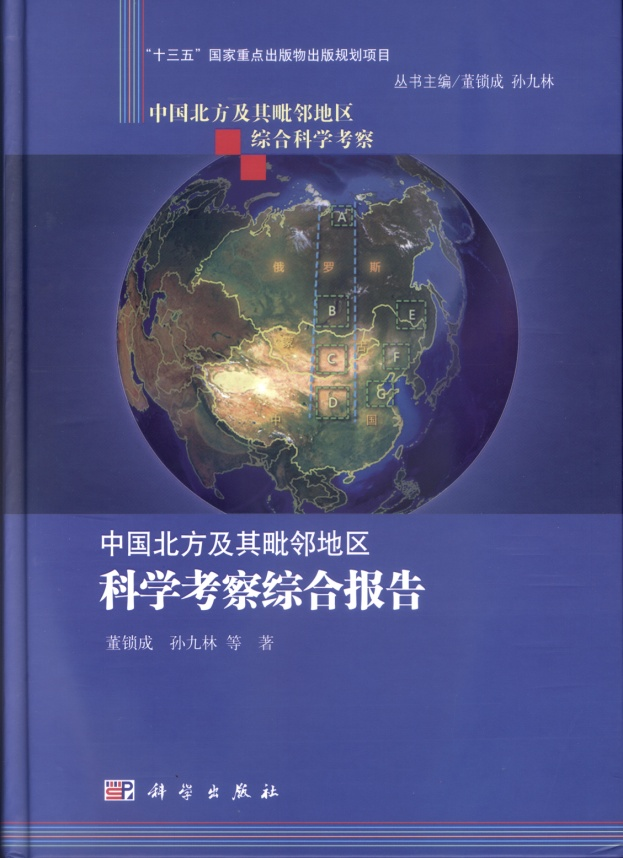 “十三五”国家重点出版物出版规划项目
丛书主编/董锁成 孙九林
中国北方及其毗邻地区
综合科学考察
A
俄 罗 斯
B
E
C
F
D
G
中 国
中国北方及其毗邻地区
科学考察综合报告
董锁成 孙九林 等 著
科学出版社